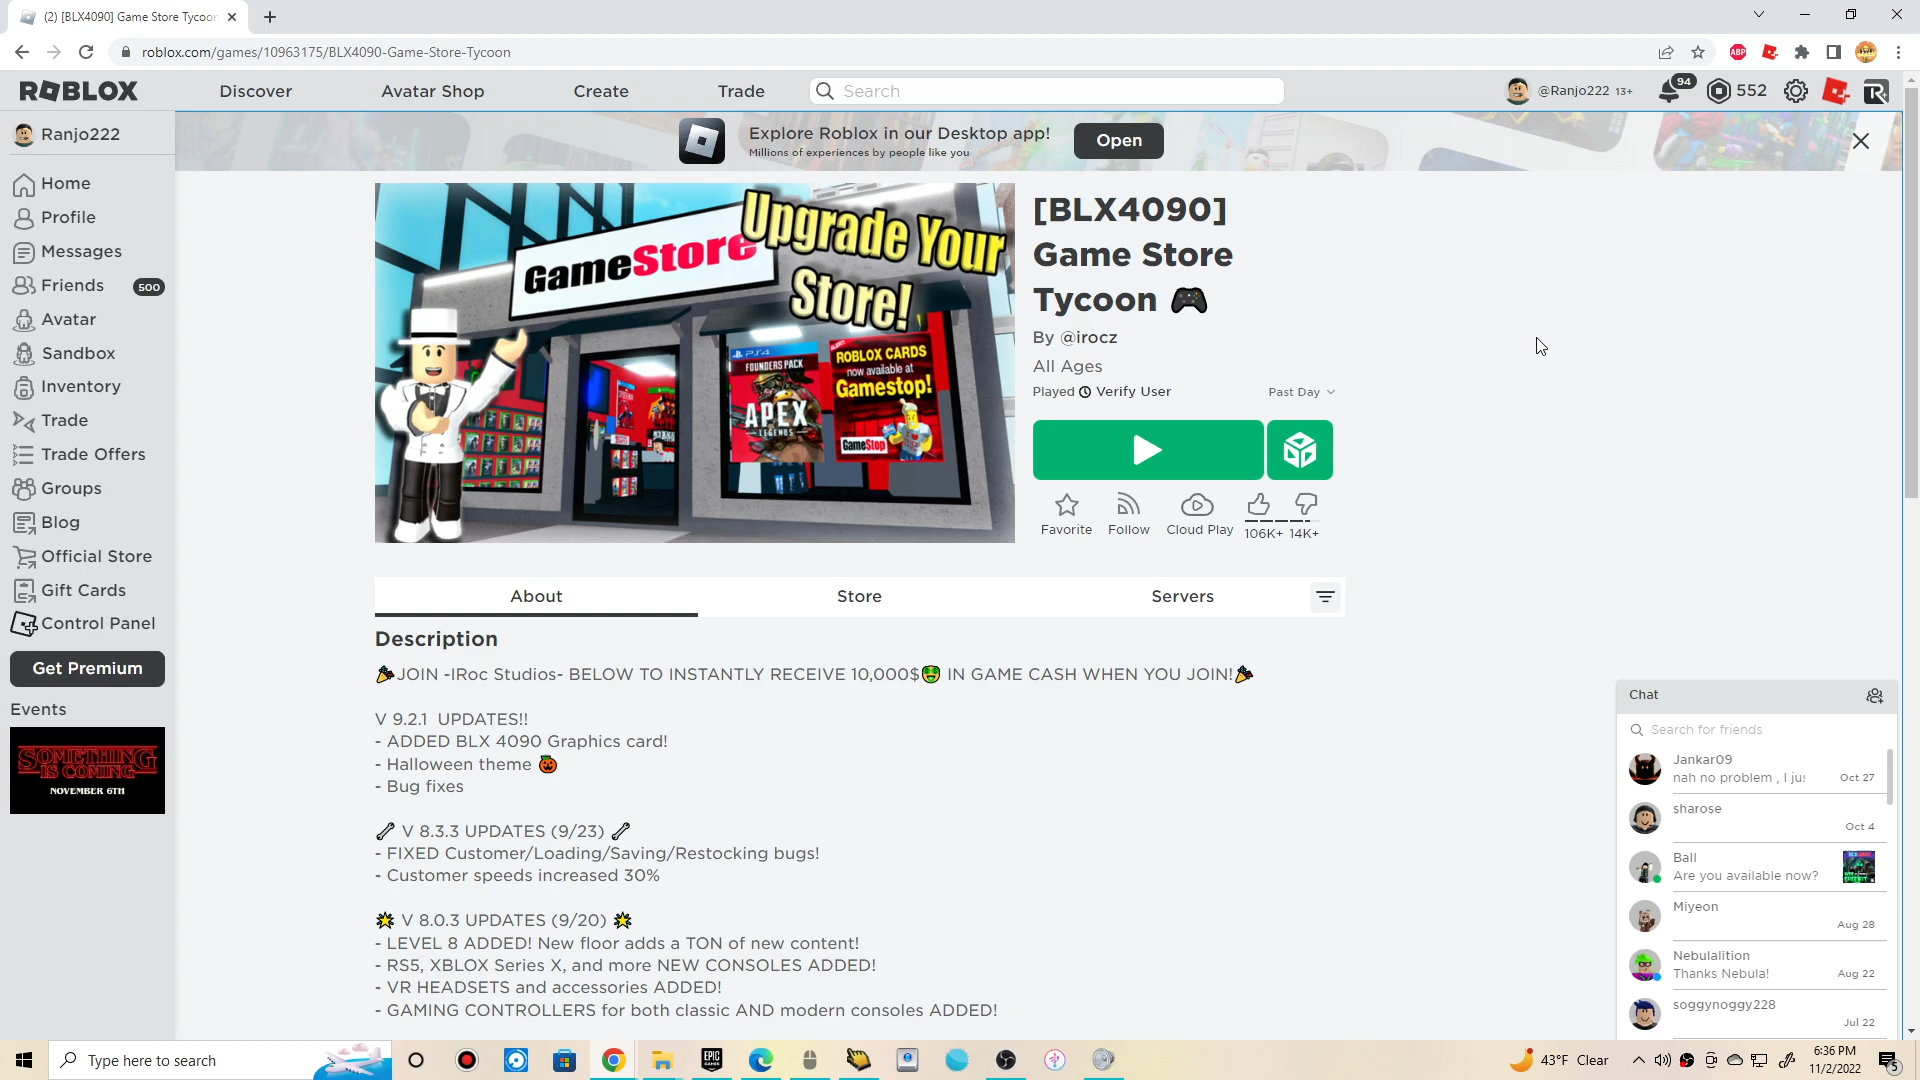 (2) [BLX4090] Game Store Tycoon
roblox.com/games/10963175/BLX4090-Game-Store-Tycoon
ABP
ROBLOX
Discover
Avatar Shop
Create
Trade
Search
@Ranjo222 13+
94
552
Ranjo222
Home
Profile
Messages
Friends
500
Avatar
Sandbox
Inventory
Trade
Trade Offers
Groups
Blog
Official Store
Gift Cards
Control Panel
Get Premium
Events
SOMETHING
IS COMING
NOVEMBER 6TH
Explore Roblox in our Desktop app!
Millions of experiences by people like you
Open
Upgrade Your
Store!
GameStore
PS4
FOUNDERS PACK
APEX
LEGENDS
ROBLOX CARDS
now available at
Gamestop!
GameStop
[BLX4090]
Game Store
Tycoon 🎮
By @irocz
All Ages
Played Verify User
Past Day
Favorite
Follow
Cloud Play
106K+
14K+
About
Store
Servers
Description
🎉JOIN -IRoc Studios- BELOW TO INSTANTLY RECEIVE 10,000$🤑 IN GAME CASH WHEN YOU JOIN!🎉
V 9.2.1 UPDATES!!
- ADDED BLX 4090 Graphics card!
- Halloween theme 🎃
- Bug fixes
🔧 V 8.3.3 UPDATES (9/23) 🔧
- FIXED Customer/Loading/Saving/Restocking bugs!
- Customer speeds increased 30%
🌟 V 8.0.3 UPDATES (9/20) 🌟
- LEVEL 8 ADDED! New floor adds a TON of new content!
- RS5, XBLOX Series X, and more NEW CONSOLES ADDED!
- VR HEADSETS and accessories ADDED!
- GAMING CONTROLLERS for both classic AND modern consoles ADDED!
Chat
Search for friends
Jankar09
nah no problem , I jus
Oct 27
sharose
Oct 4
Ball
Are you available now?
Miyeon
Aug 28
Nebulalition
Thanks Nebula!
Aug 22
soggynoggy228
Jul 22
Type here to search
EPIC
GAMES
43°F Clear
6:36 PM
11/2/2022
5